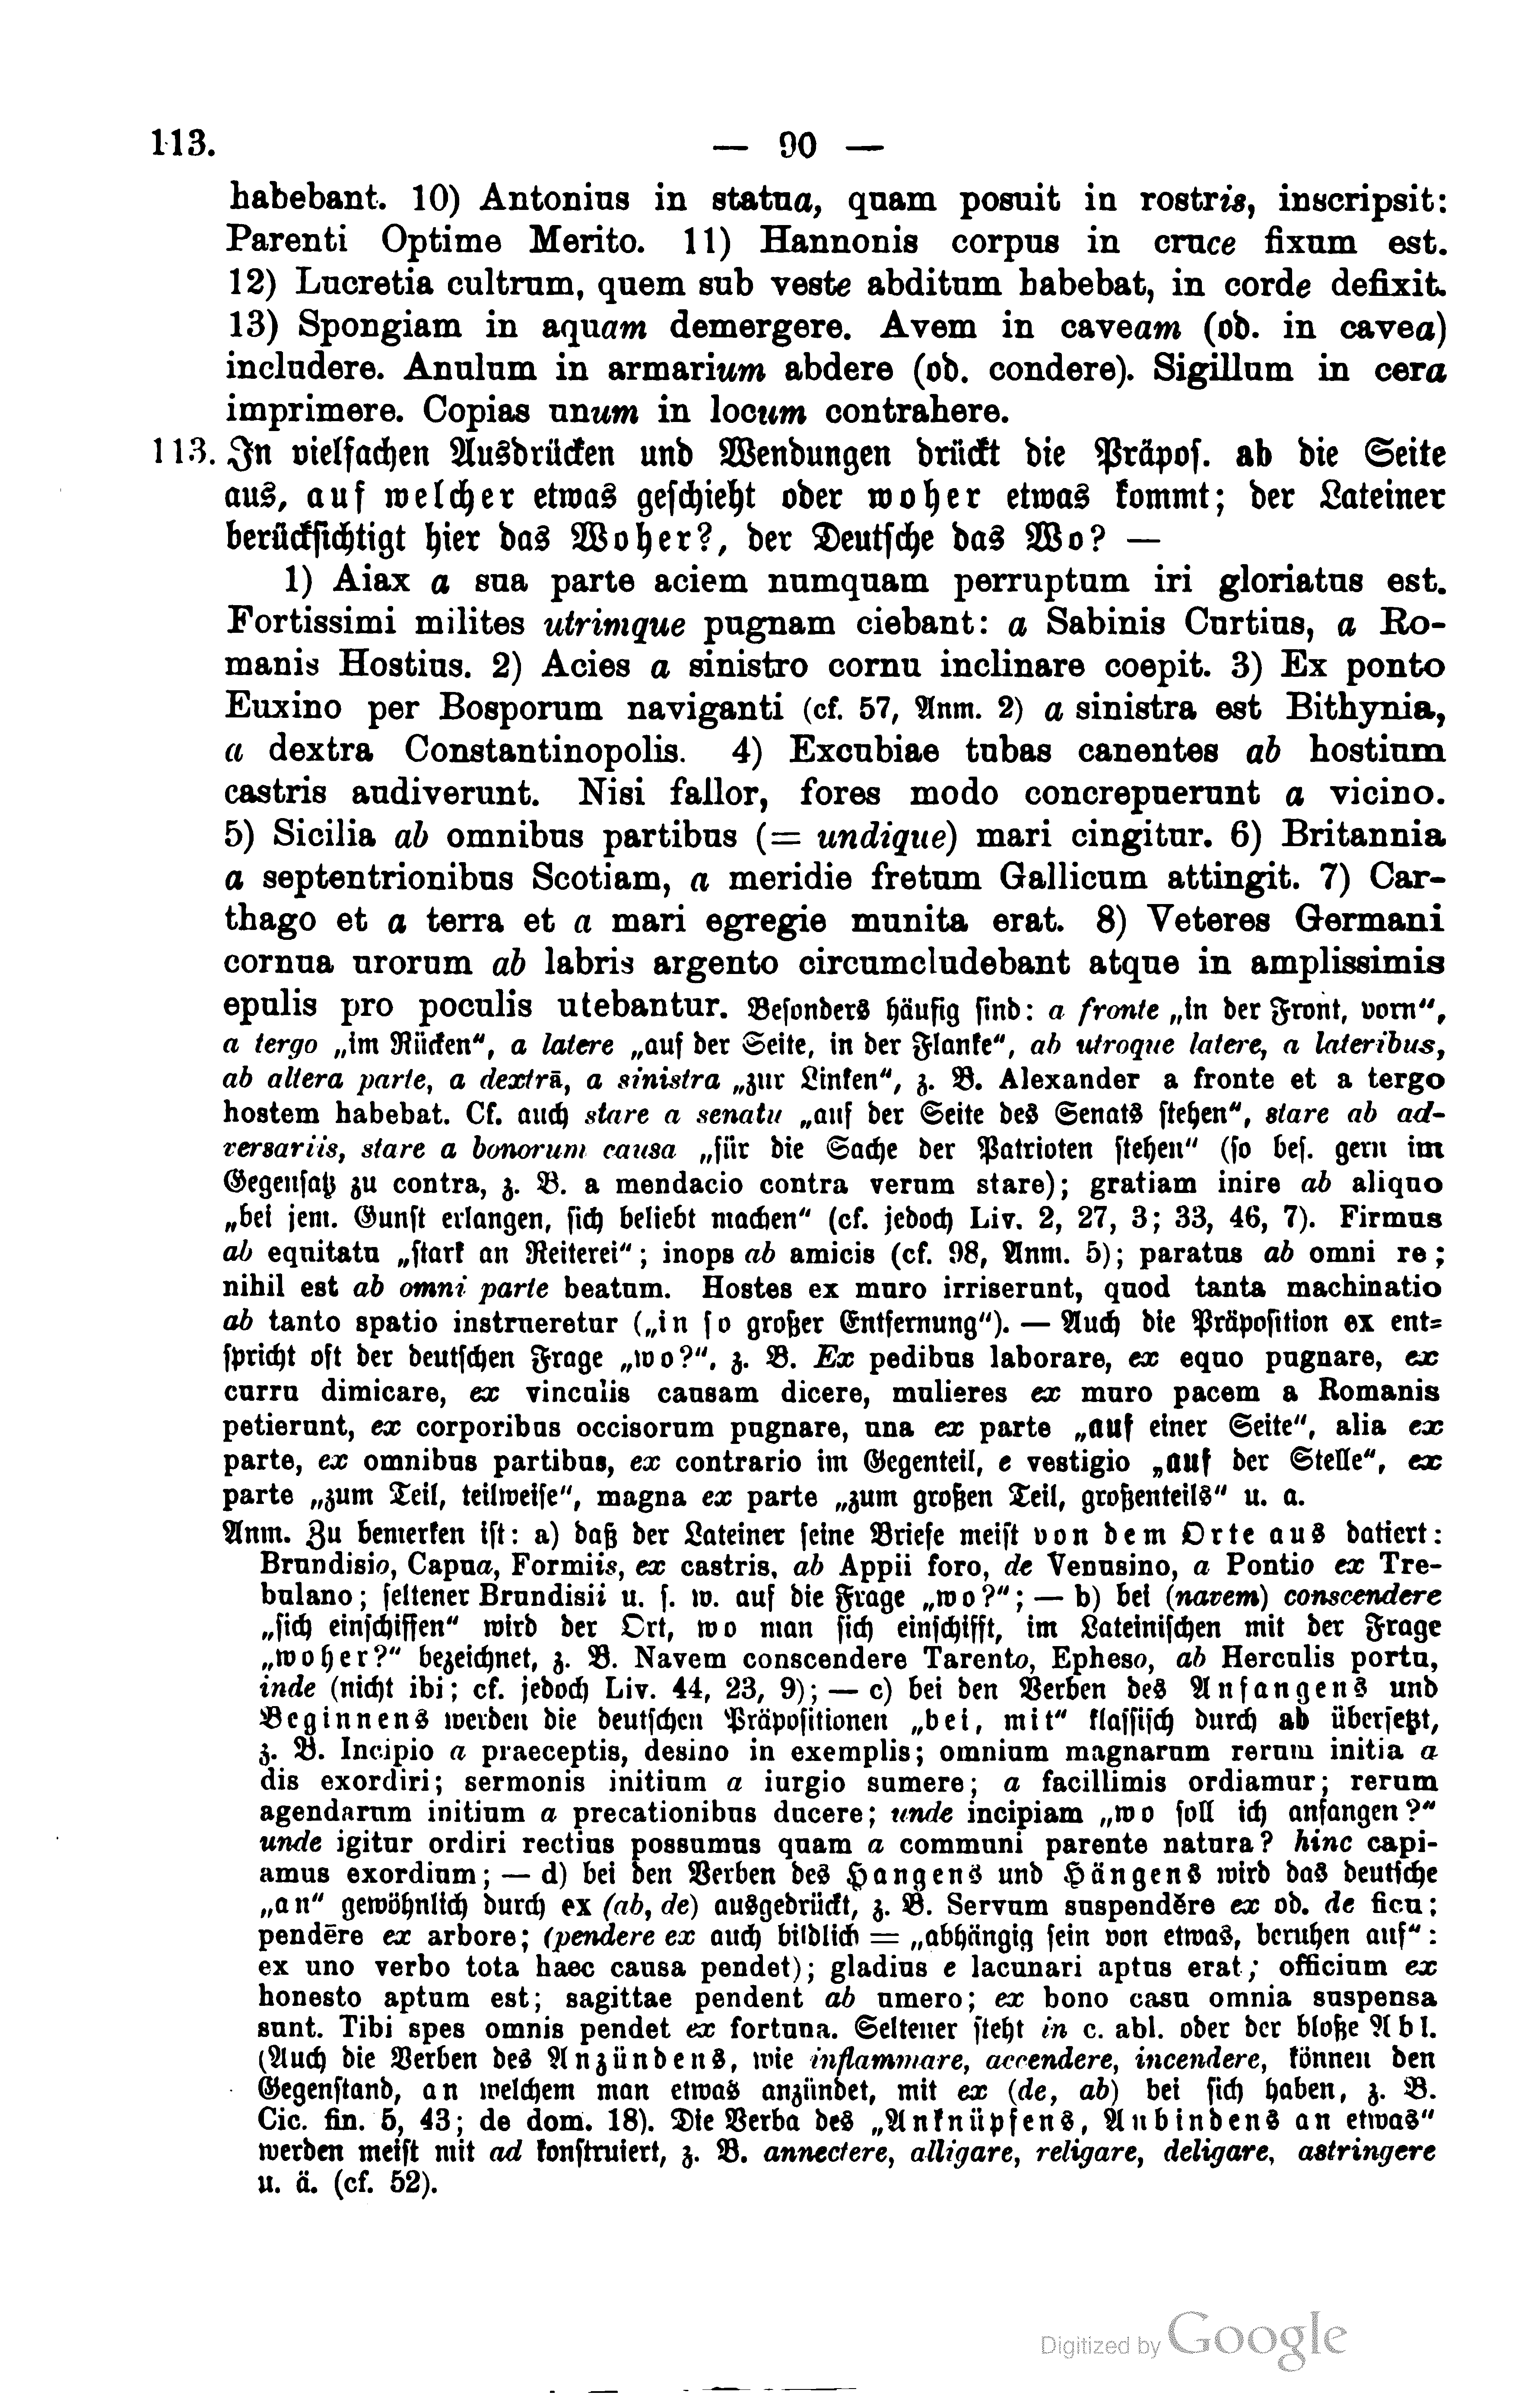 113.
— 90 —
habebant. 10) Antonius in statua, quam posuit in rostris, inscripsit:
Parenti Optime Merito. 11) Hannonis corpus in cruce fixum est.
12) Lucretia cultrum, quem sub veste abditum habebat, in corde defixit.
13) Spongiam in aquam demergere. Avem in caveam (od. in cavea)
includere. Anulum in armarium abdere (od. condere). Sigillum in cera
imprimere. Copias unum in locum contrahere.
113. In vielfachen Ausdrücken und Wendungen drückt die Präpos. ab die Seite
aus, auf welcher etwas geschieht oder woher etwas kommt; der Lateiner
berücksichtigt hier das Woher?, der Deutsche das Wo? —
1) Aiax a sua parte aciem numquam perruptum iri gloriatus est.
Fortissimi milites utrimque pugnam ciebant: a Sabinis Curtius, a Ro-
manis Hostius. 2) Acies a sinistro cornu inclinare coepit. 3) Ex ponto
Euxino per Bosporum naviganti (cf. 57, Anm. 2) a sinistra est Bithynia,
a dextra Constantinopolis. 4) Excubiae tubas canentes ab hostium
castris audiverunt. Nisi fallor, fores modo concrepuerunt a vicino.
5) Sicilia ab omnibus partibus (= undique) mari cingitur. 6) Britannia
a septentrionibus Scotiam, a meridie fretum Gallicum attingit. 7) Car-
thago et a terra et a mari egregie munita erat. 8) Veteres Germani
cornua urorum ab labris argento circumcludebant atque in amplissimis
epulis pro poculis utebantur. Besonders häufig sind: a fronte „in der Front, vorn“,
a tergo „im Rücken“, a latere „auf der Seite, in der Flanke“, ab utroque latere, a lateribus,
ab altera parte, a dextrā, a sinistra „zur Linken“, z. B. Alexander a fronte et a tergo
hostem habebat. Cf. auch stare a senatu „auf der Seite des Senats stehen“, stare ab ad-
versariis, stare a bonorum causa „für die Sache der Patrioten stehen“ (so bes. gern im
Gegensatz zu contra, z. B. a mendacio contra verum stare); gratiam inire ab aliquo
„bei jem. Gunst erlangen, sich beliebt machen“ (cf. jedoch Liv. 2, 27, 3; 33, 46, 7). Firmus
ab equitatu „stark an Reiterei“; inops ab amicis (cf. 98, Anm. 5); paratus ab omni re;
nihil est ab omni parte beatum. Hostes ex muro irriserunt, quod tanta machinatio
ab tanto spatio instrueretur („in so großer Entfernung“). — Auch die Präposition ex ent-
spricht oft der deutschen Frage „wo?“, z. B. Ex pedibus laborare, ex equo pugnare, ex
curru dimicare, ex vinculis causam dicere, mulieres ex muro pacem a Romanis
petierunt, ex corporibus occisorum pugnare, una ex parte „auf einer Seite“, alia ex
parte, ex omnibus partibus, ex contrario im Gegenteil, e vestigio „auf der Stelle“, ex
parte „zum Teil, teilweise“, magna ex parte „zum großen Teil, großenteils“ u. a.
Anm. Zu bemerken ist: a) daß der Lateiner seine Briefe meist von dem Orte aus datiert:
Brundisio, Capua, Formiis, ex castris, ab Appii foro, de Venusino, a Pontio ex Tre-
bulano; seltener Brundisii u. s. w. auf die Frage „wo?“; — b) bei (navem) conscendere
„sich einschiffen“ wird der Ort, wo man sich einschifft, im Lateinischen mit der Frage
„woher?“ bezeichnet, z. B. Navem conscendere Tarento, Epheso, ab Herculis portu,
inde (nicht ibi; cf. jedoch Liv. 44, 23, 9); — c) bei den Verben des Anfangens und
Beginnens werden die deutschen Präpositionen „bei, mit“ klassisch durch ab übersetzt,
z. B. Incipio a praeceptis, desino in exemplis; omnium magnarum rerum initia a
dis exordiri; sermonis initium a iurgio sumere; a facillimis ordiamur; rerum
agendarum initium a precationibus ducere; unde incipiam „wo soll ich anfangen?“
unde igitur ordiri rectius possumus quam a communi parente natura? hinc capi-
amus exordium; — d) bei den Verben des Hangens und Hängens wird das deutsche
„an“ gewöhnlich durch ex (ab, de) ausgedrückt, z. B. Servum suspendĕre ex od. de ficu;
pendēre ex arbore; (pendere ex auch bildlich = „abhängig sein von etwas, beruhen auf“:
ex uno verbo tota haec causa pendet); gladius e lacunari aptus erat; officium ex
honesto aptum est; sagittae pendent ab umero; ex bono casu omnia suspensa
sunt. Tibi spes omnis pendet ex fortuna. Seltener steht in c. abl. oder der bloße Abl.
(Auch die Verben des Anzündens, wie inflammare, accendere, incendere, können den
Gegenstand, an welchem man etwas anzündet, mit ex (de, ab) bei sich haben, z. B.
Cic. fin. 5, 43; de dom. 18). Die Verba des „Anknüpfens, Anbindens an etwas“
werden meist mit ad konstruiert, z. B. annectere, alligare, religare, deligare, astringere
u. ä. (cf. 52).
Digitized by Google